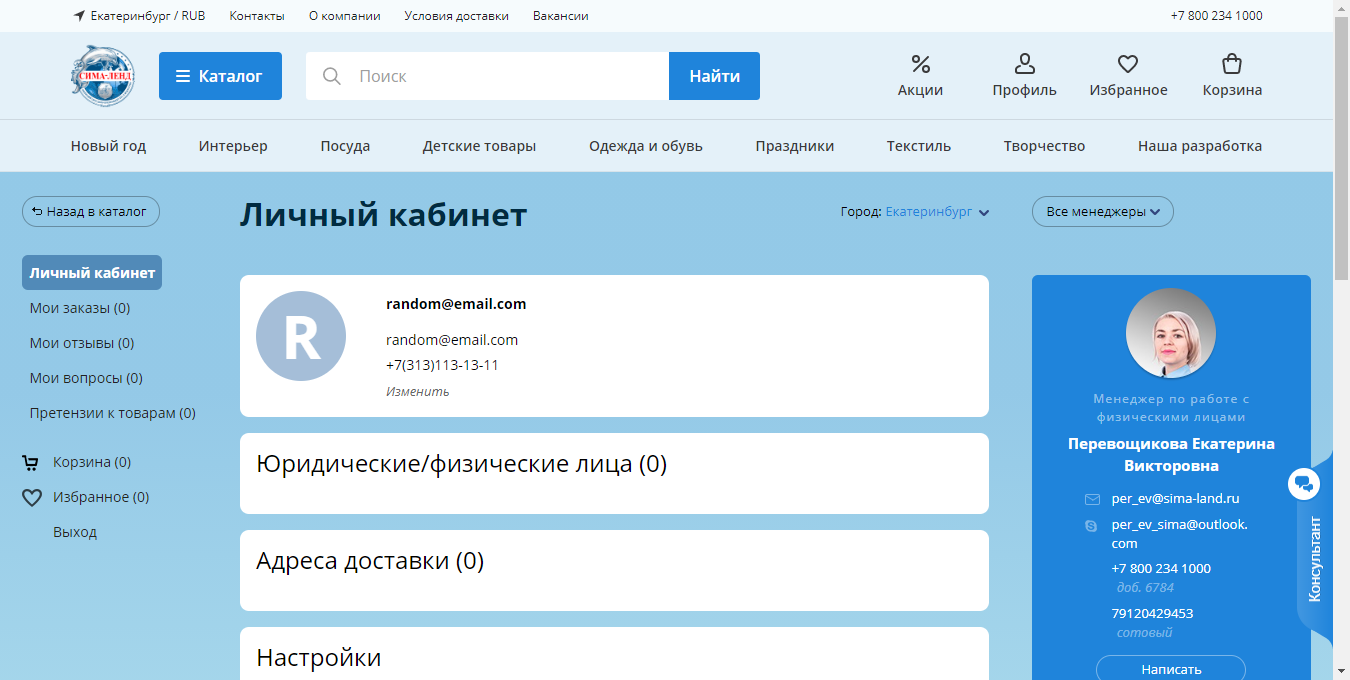 Екатеринбург / RUB
Контакты
О компании
Условия доставки
Вакансии
+7 800 234 1000
СИМА-ЛЕНД
Каталог
Поиск
Найти
Акции
Профиль
Избранное
Корзина
Новый год
Интерьер
Посуда
Детские товары
Одежда и обувь
Праздники
Текстиль
Творчество
Наша разработка
Назад в каталог
Личный кабинет
Мои заказы (0)
Мои отзывы (0)
Мои вопросы (0)
Претензии к товарам (0)
Корзина (0)
Избранное (0)
Выход
Личный кабинет
Город: Екатеринбург
R
random@email.com
random@email.com
+7(313)113-13-11
Изменить
Юридические/физические лица (0)
Адреса доставки (0)
Настройки
Все менеджеры
Менеджер по работе с
физическими лицами
Перевощикова Екатерина
Викторовна
per_ev@sima-land.ru
per_ev_sima@outlook.
com
+7 800 234 1000
доб. 6784
79120429453
сотовый
Написать
Консультант